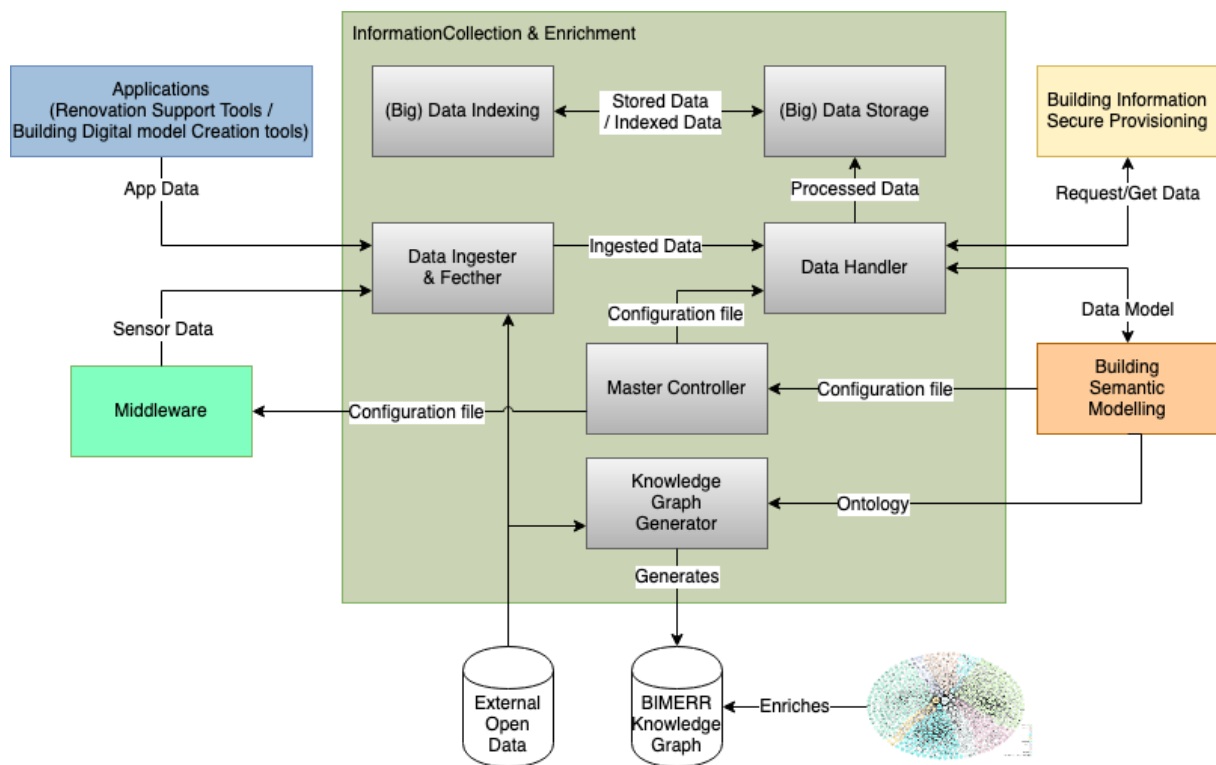 InformationCollection & Enrichment
Applications
(Renovation Support Tools /
Building Digital model Creation tools)
(Big) Data Indexing
Stored Data
/ Indexed Data
(Big) Data Storage
Building Information
Secure Provisioning
App Data
Processed Data
Request/Get Data
Data Ingester
& Fecther
Ingested Data
Data Handler
Sensor Data
Configuration file
Data Model
Middleware
Configuration file
Master Controller
Configuration file
Building
Semantic
Modelling
Knowledge
Graph
Generator
Ontology
Generates
External
Open
Data
BIMERR
Knowledge
Graph
Enriches